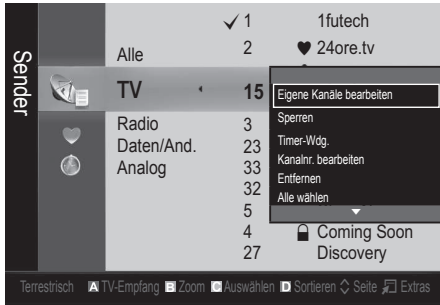 Sender
Alle
TV
Radio
Daten/And.
Analog
1 1futech
2 24ore.tv
15
3
23
33
32
5
4 Coming Soon
27 Discovery
Eigene Kanäle bearbeiten
Sperren
Timer-Wdg.
Kanalnr. bearbeiten
Entfernen
Alle wählen
Terrestrisch A TV-Empfang B Zoom C Auswählen D Sortieren Seite Extras